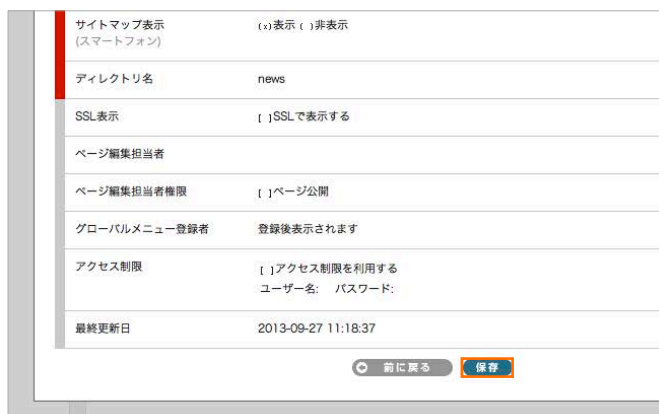 サイトマップ表示 (x)表示 ( )非表示
(スマートフォン)
ディレクトリ名 news
SSL表示 [ ]SSLで表示する
ページ編集担当者
ページ編集担当者権限 [ ]ページ公開
グローバルメニュー登録者 登録後表示されます
アクセス制限 [ ]アクセス制限を利用する
ユーザー名: パスワード:
最終更新日 2013-09-27 11:18:37
前に戻る 保存